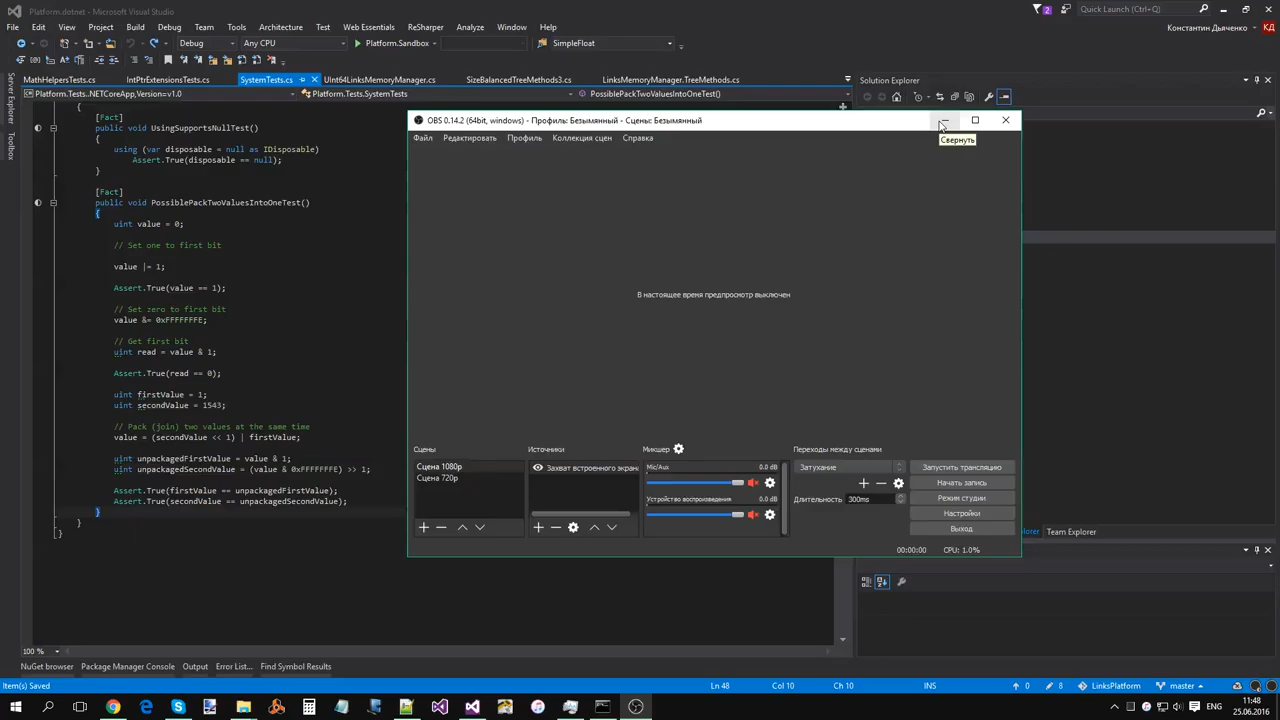 Platform.dotnet - Microsoft Visual Studio
2
Quick Launch (Ctrl+Q)
File Edit View Project Build Debug Team Tools Architecture Test Web Essentials ReSharper Analyze Window Help
Константин Дьяченко КД
Debug Any CPU Platform.Sandbox SimpleFloat
MathHelpersTests.cs IntPtrExtensionsTests.cs SystemTests.cs UInt64LinksMemoryManager.cs SizeBalancedTreeMethods3.cs LinksMemoryManager.TreeMethods.cs
Solution Explorer
Server Explorer
Toolbox
Platform.Tests..NETCoreApp,Version=v1.0 Platform.Tests.SystemTests PossiblePackTwoValuesIntoOneTest()
{
[Fact]
public void UsingSupportsNullTest()
{
using (var disposable = null as IDisposable)
Assert.True(disposable == null);
}
[Fact]
public void PossiblePackTwoValuesIntoOneTest()
{
uint value = 0;
// Set one to first bit
value |= 1;
Assert.True(value == 1);
// Set zero to first bit
value &= 0xFFFFFFFE;
// Get first bit
uint read = value & 1;
Assert.True(read == 0);
uint firstValue = 1;
uint secondValue = 1543;
// Pack (join) two values at the same time
value = (secondValue << 1) | firstValue;
uint unpackagedFirstValue = value & 1;
uint unpackagedSecondValue = (value & 0xFFFFFFFE) >> 1;
Assert.True(firstValue == unpackagedFirstValue);
Assert.True(secondValue == unpackagedSecondValue);
}
}
OBS 0.14.2 (64bit, windows) - Профиль: Безымянный - Сцены: Безымянный
Свернуть
Файл Редактировать Профиль Коллекция сцен Справка
В настоящее время предпросмотр выключен
Сцены Источники Микшер Переходы между сценами
Сцена 1080p
Сцена 720p
Захват встроенного экрана
Mic/Aux 0.0 dB
Устройство воспроизведения 0.0 dB
Затухание
Длительность 300ms
Запустить трансляцию
Начать запись
Режим студии
Настройки
Выход
00:00:00 CPU: 1.0%
Team Explorer
100 %
NuGet browser Package Manager Console Output Error List... Find Symbol Results
Item(s) Saved Ln 48 Col 10 Ch 10 INS 0 8 LinksPlatform master
ENG
11:48
25.06.2016